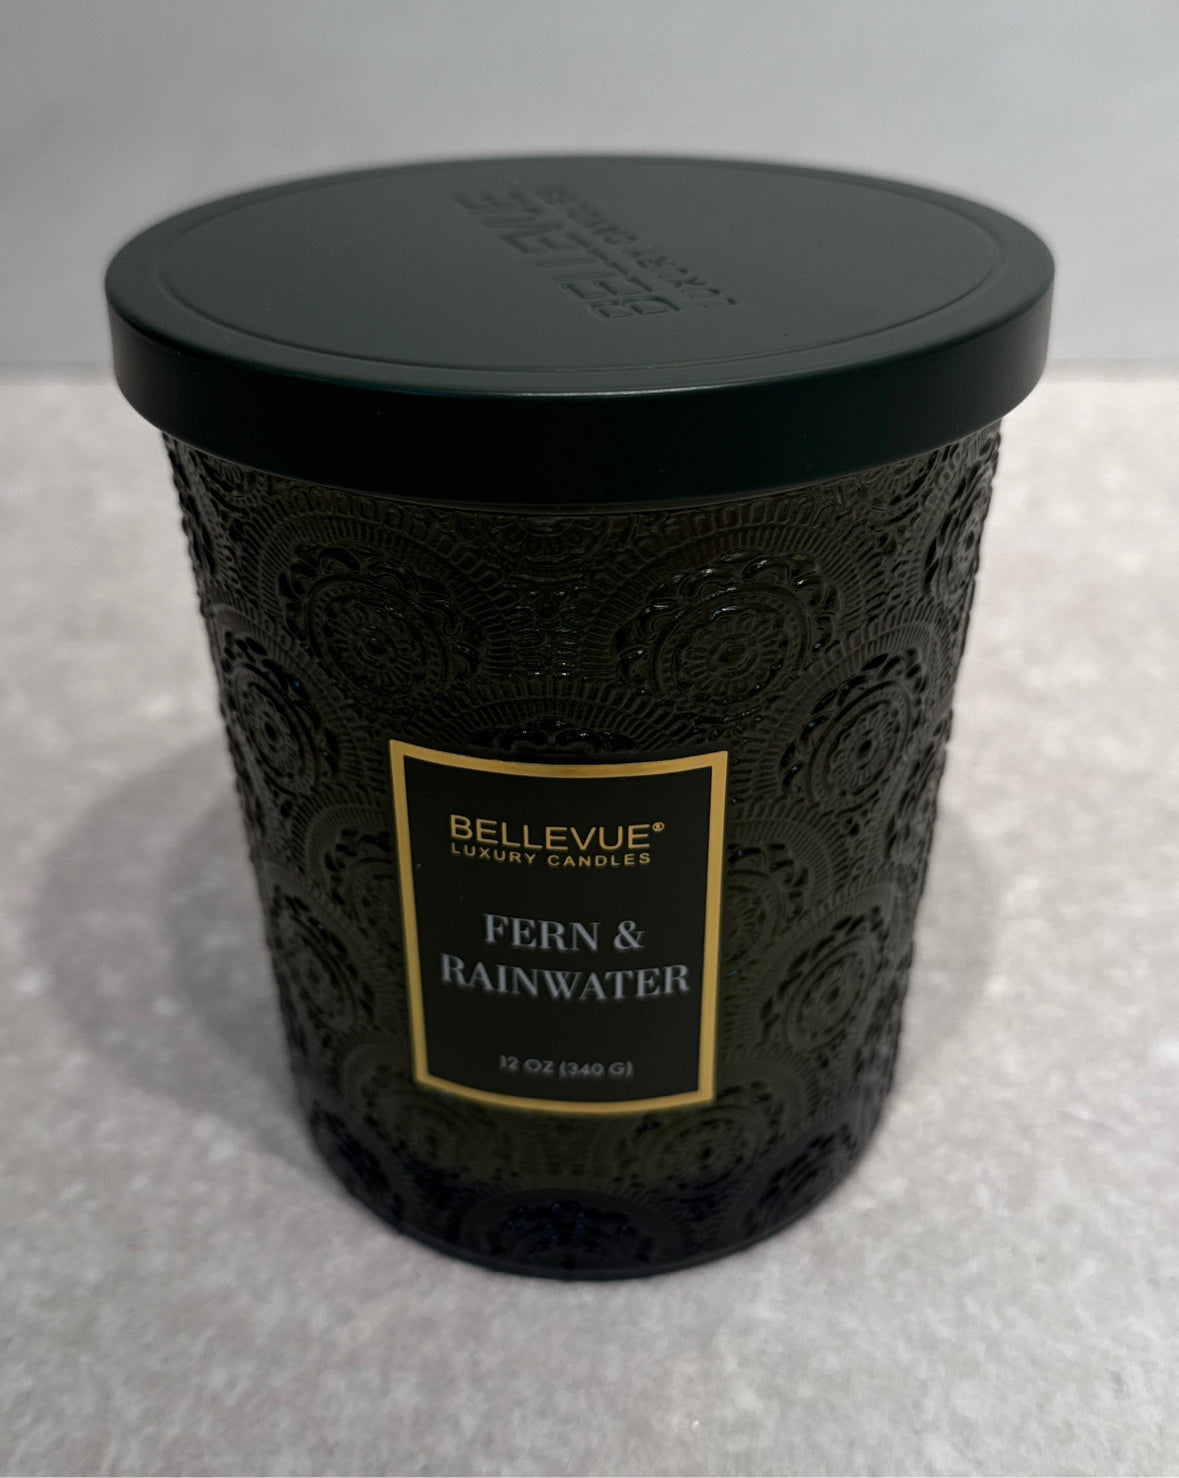 BELLEVUE
LUXURY CANDLES
BELLEVUE®
LUXURY CANDLES
FERN &
RAINWATER
12 OZ (340 G)